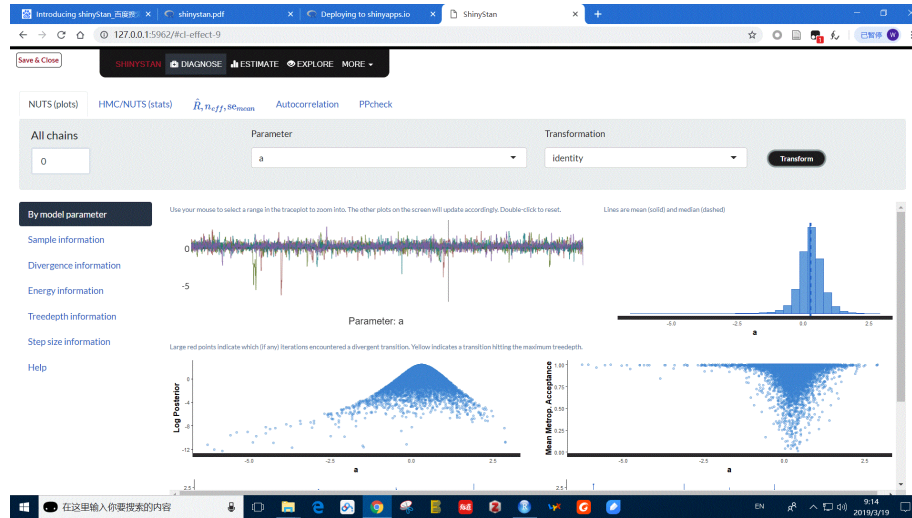 Introducing shinyStan_百度搜
shinystan.pdf
Deploying to shinyapps.io
ShinyStan
127.0.0.1:5962/#cl-effect-9
已暂停
W
Save & Close
SHINYSTAN DIAGNOSE ESTIMATE EXPLORE MORE
NUTS (plots) HMC/NUTS (stats) R̂, n_eff, se_mean Autocorrelation PPcheck
All chains Parameter Transformation
0 a identity Transform
By model parameter
Sample information
Divergence information
Energy information
Treedepth information
Step size information
Help
Use your mouse to select a range in the traceplot to zoom into. The other plots on the screen will update accordingly. Double-click to reset.
0
-5
Parameter: a
Lines are mean (solid) and median (dashed)
-5.0 -2.5 0.0 2.5
a
Large red points indicate which (if any) iterations encountered a divergent transition. Yellow indicates a transition hitting the maximum treedepth.
Log Posterior
0
-4
-8
-12
-5.0 -2.5 0.0 2.5
a
Mean Metrop. Acceptance
1.00
0.75
0.50
0.25
0.00
-5.0 -2.5 0.0 2.5
a
2.5
2.5
在这里输入你要搜索的内容
EN
9:14
2019/3/19